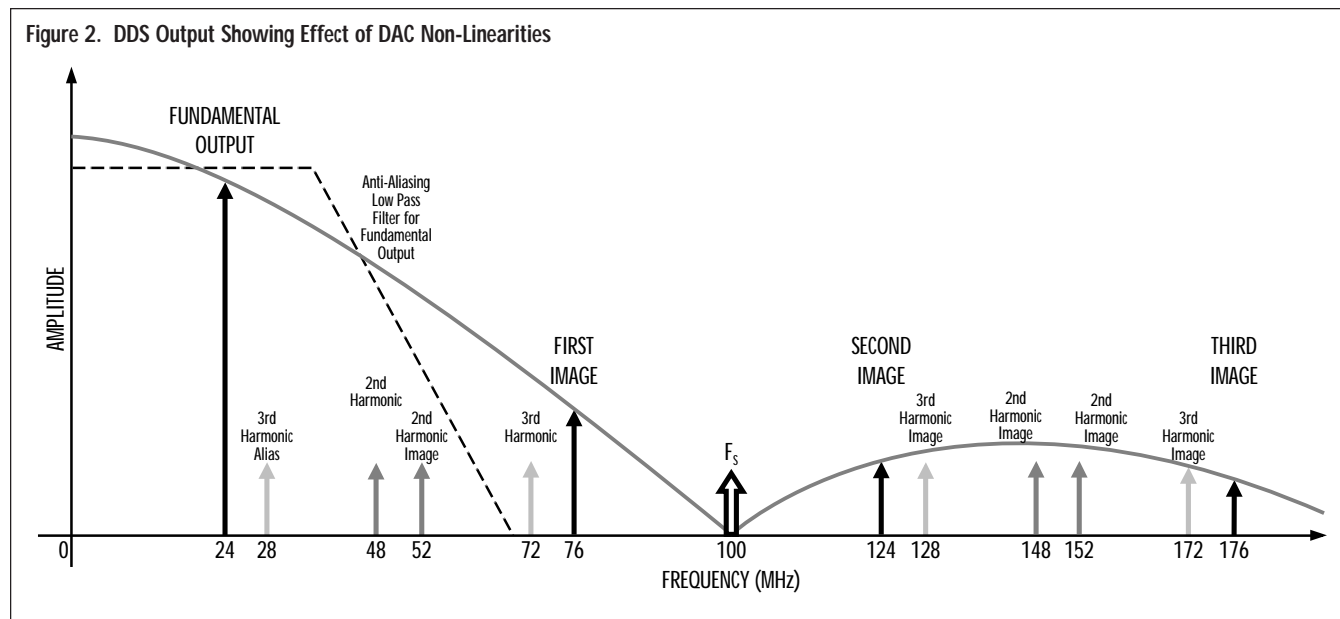 Figure 2. DDS Output Showing Effect of DAC Non-Linearities
FUNDAMENTAL
OUTPUT
Anti-Aliasing
Low Pass
Filter for
Fundamental
Output
AMPLITUDE
3rd
Harmonic
Alias
2nd
Harmonic
2nd
Harmonic
Image
3rd
Harmonic
FIRST
IMAGE
FS
SECOND
IMAGE
3rd
Harmonic
Image
2nd
Harmonic
Image
2nd
Harmonic
Image
3rd
Harmonic
Image
THIRD
IMAGE
0 24 28 48 52 72 76 100 124 128 148 152 172 176
FREQUENCY (MHz)